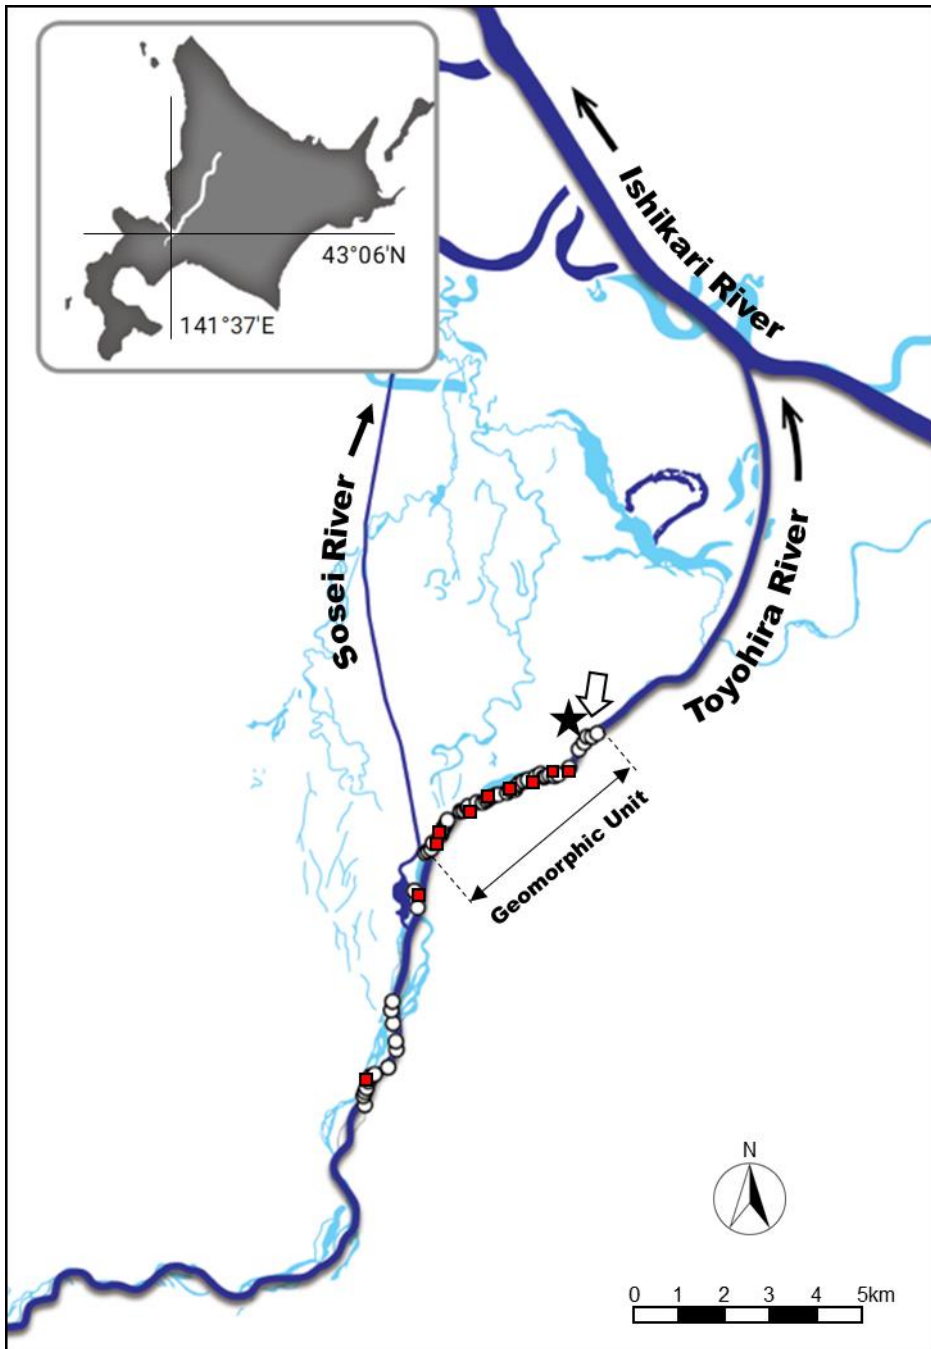 43°06'N
141°37'E
Ishikari River
Sosei River
Toyohira River
Geomorphic Unit
N
0 1 2 3 4 5km